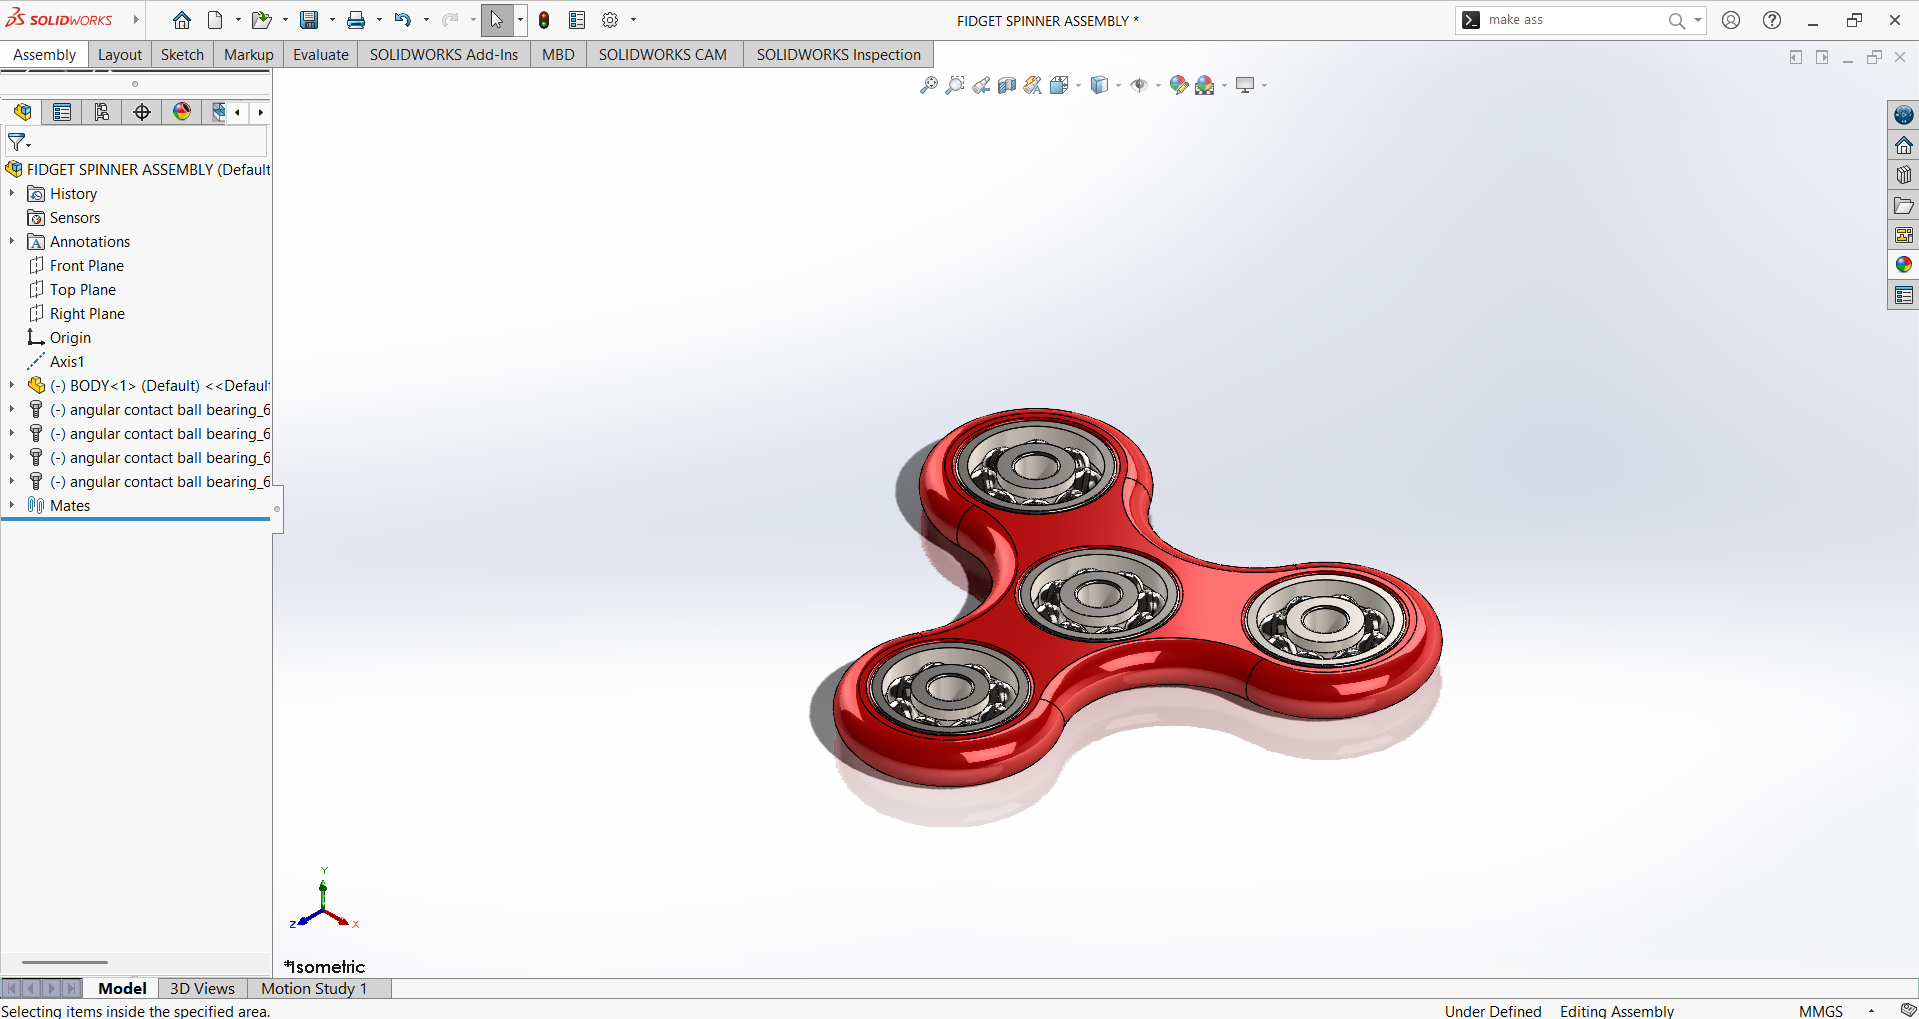 SOLIDWORKS
FIDGET SPINNER ASSEMBLY *
make ass
Assembly
Layout
Sketch
Markup
Evaluate
SOLIDWORKS Add-Ins
MBD
SOLIDWORKS CAM
SOLIDWORKS Inspection
FIDGET SPINNER ASSEMBLY (Default
History
Sensors
Annotations
Front Plane
Top Plane
Right Plane
Origin
Axis1
(-) BODY<1> (Default) <<Defaul
(-) angular contact ball bearing_6
(-) angular contact ball bearing_6
(-) angular contact ball bearing_6
(-) angular contact ball bearing_6
Mates
Y
Z
X
*Isometric
Model
3D Views
Motion Study 1
Selecting items inside the specified area.
Under Defined
Editing Assembly
MMGS